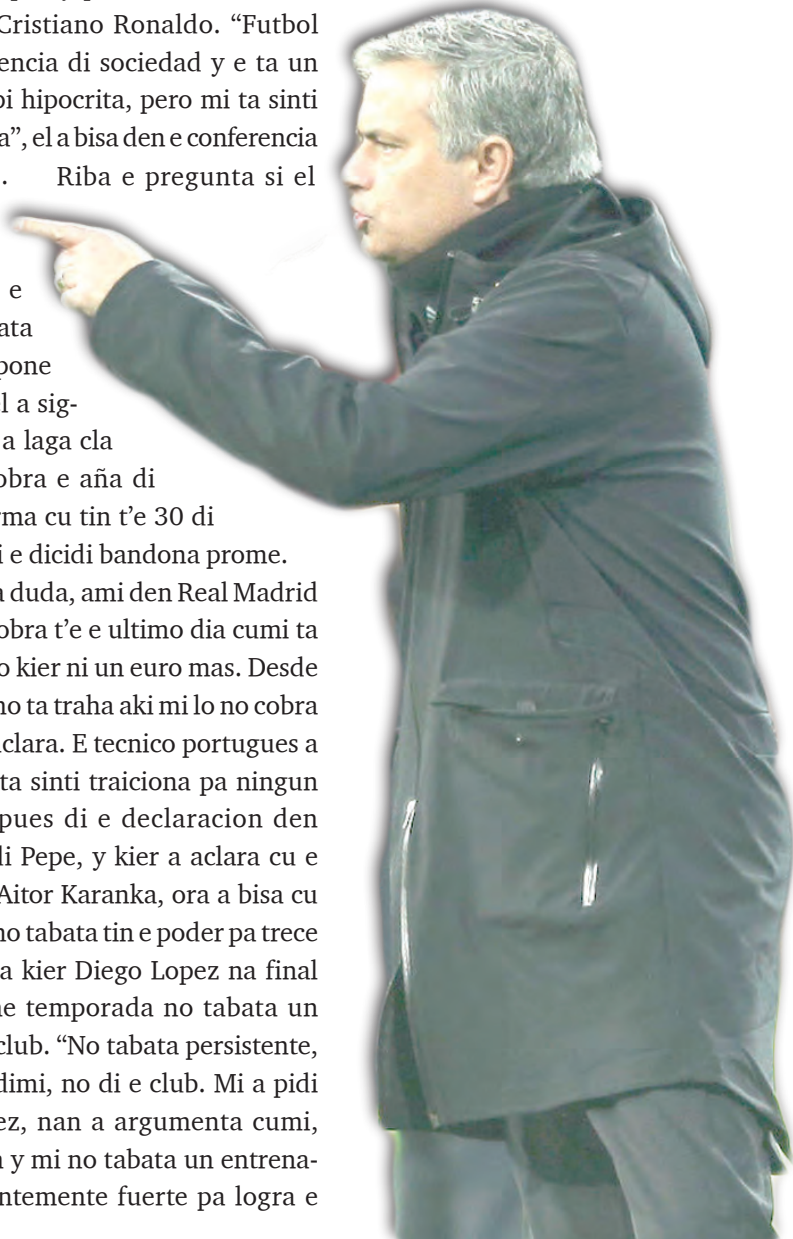 Cristiano Ronaldo. “Futbol
encia di sociedad y e ta un
hipocrita, pero mi ta sinti
el a bisa den e conferencia
. Riba e pregunta si el
e
ata
pone
el a sig-
a laga cla
obra e aña di
rma cu tin t’e 30 di
e dicidi bandona prome.
a duda, ami den Real Madrid
obra t’e e ultimo dia cumi ta
o kier ni un euro mas. Desde
no ta traha aki mi lo no cobra
aclara. E tecnico portugues a
ta sinti traiciona pa ningun
pues di e declaracion den
di Pepe, y kier a aclara cu e
Aitor Karanka, ora a bisa cu
no tabata tin e poder pa trece
a kier Diego Lopez na final
me temporada no tabata un
club. “No tabata persistente,
dimi, no di e club. Mi a pidi
ez, nan a argumenta cumi,
y mi no tabata un entrena-
ntemente fuerte pa logra e